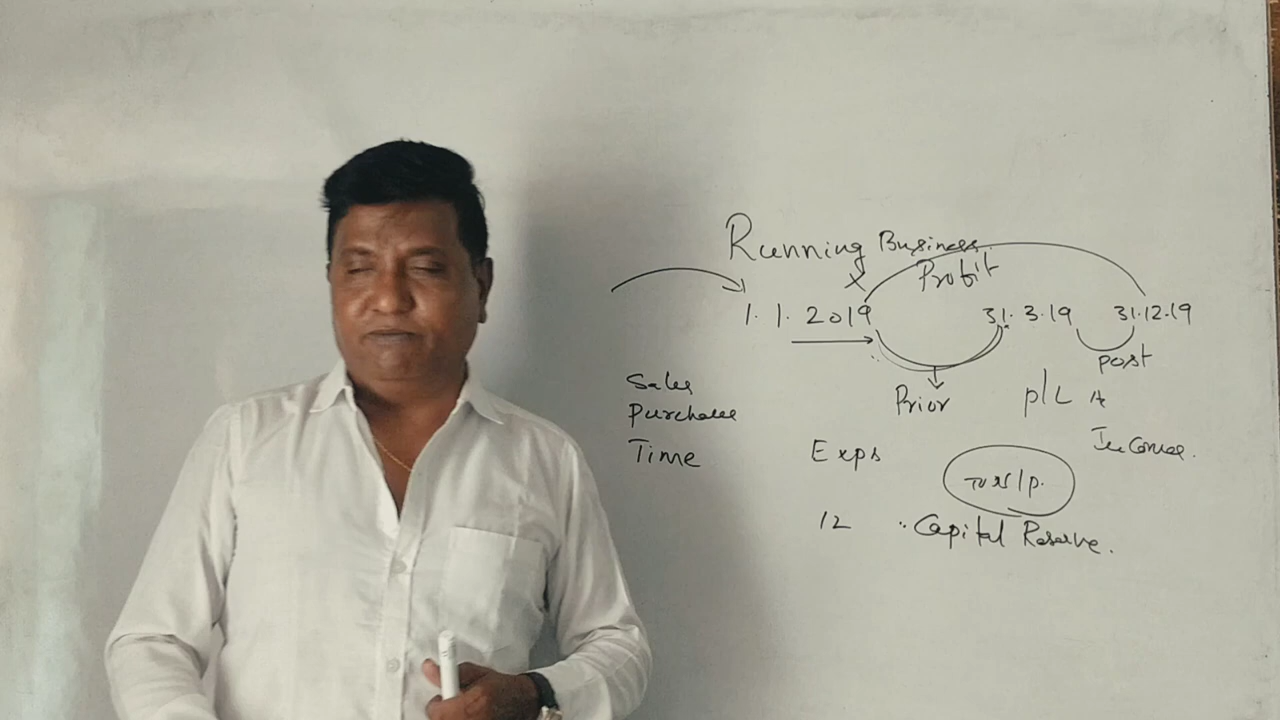 Running Business
Profit
x
1. 1. 2019 31. 3. 19 31.12.19
post
Prior
Sales
Purchases
Time
P/L A
Exps
Income.
To N/P.
12
Capital Reserve.